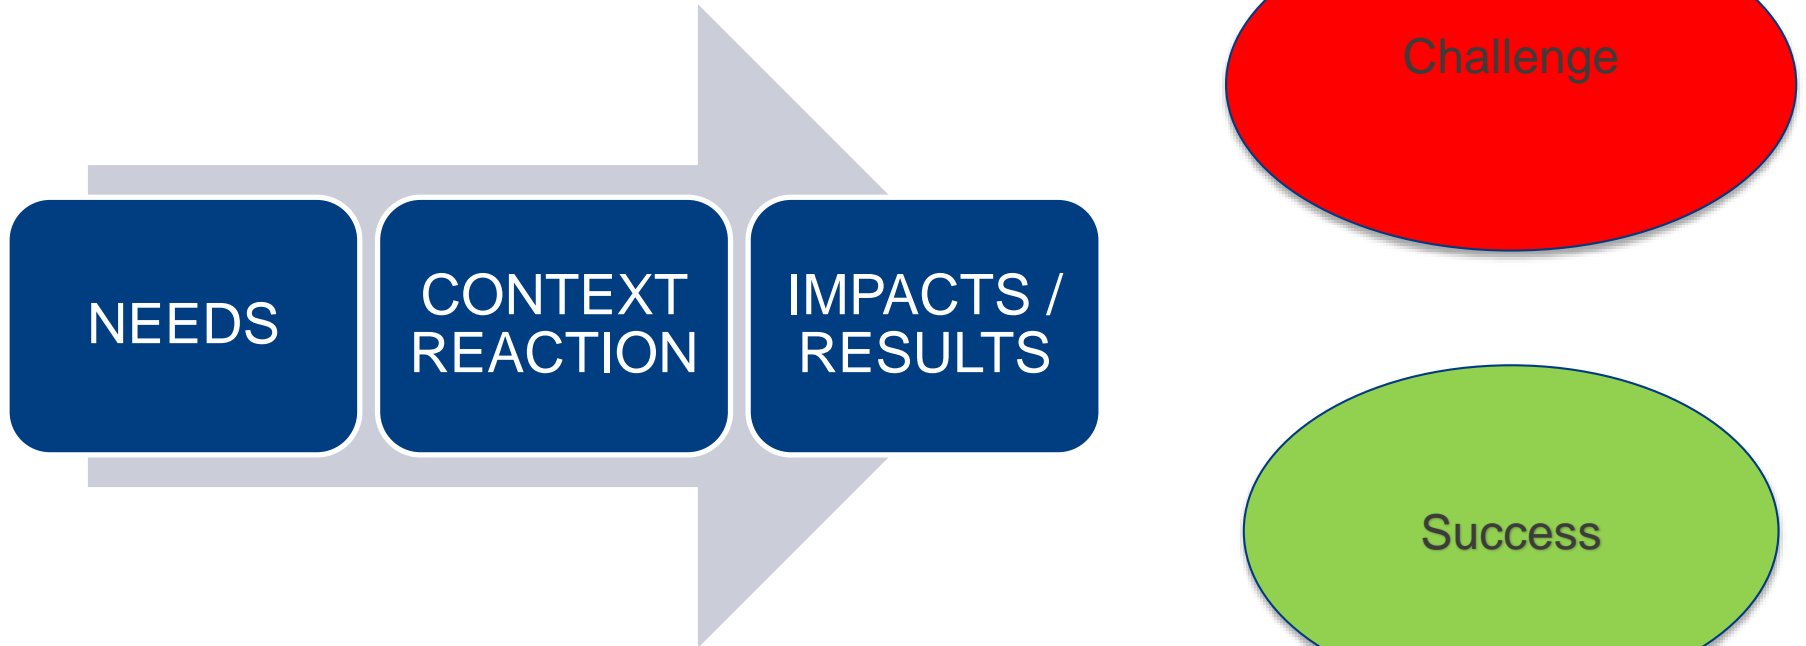 NEEDS
CONTEXT
REACTION
IMPACTS /
RESULTS
Challenge
Success